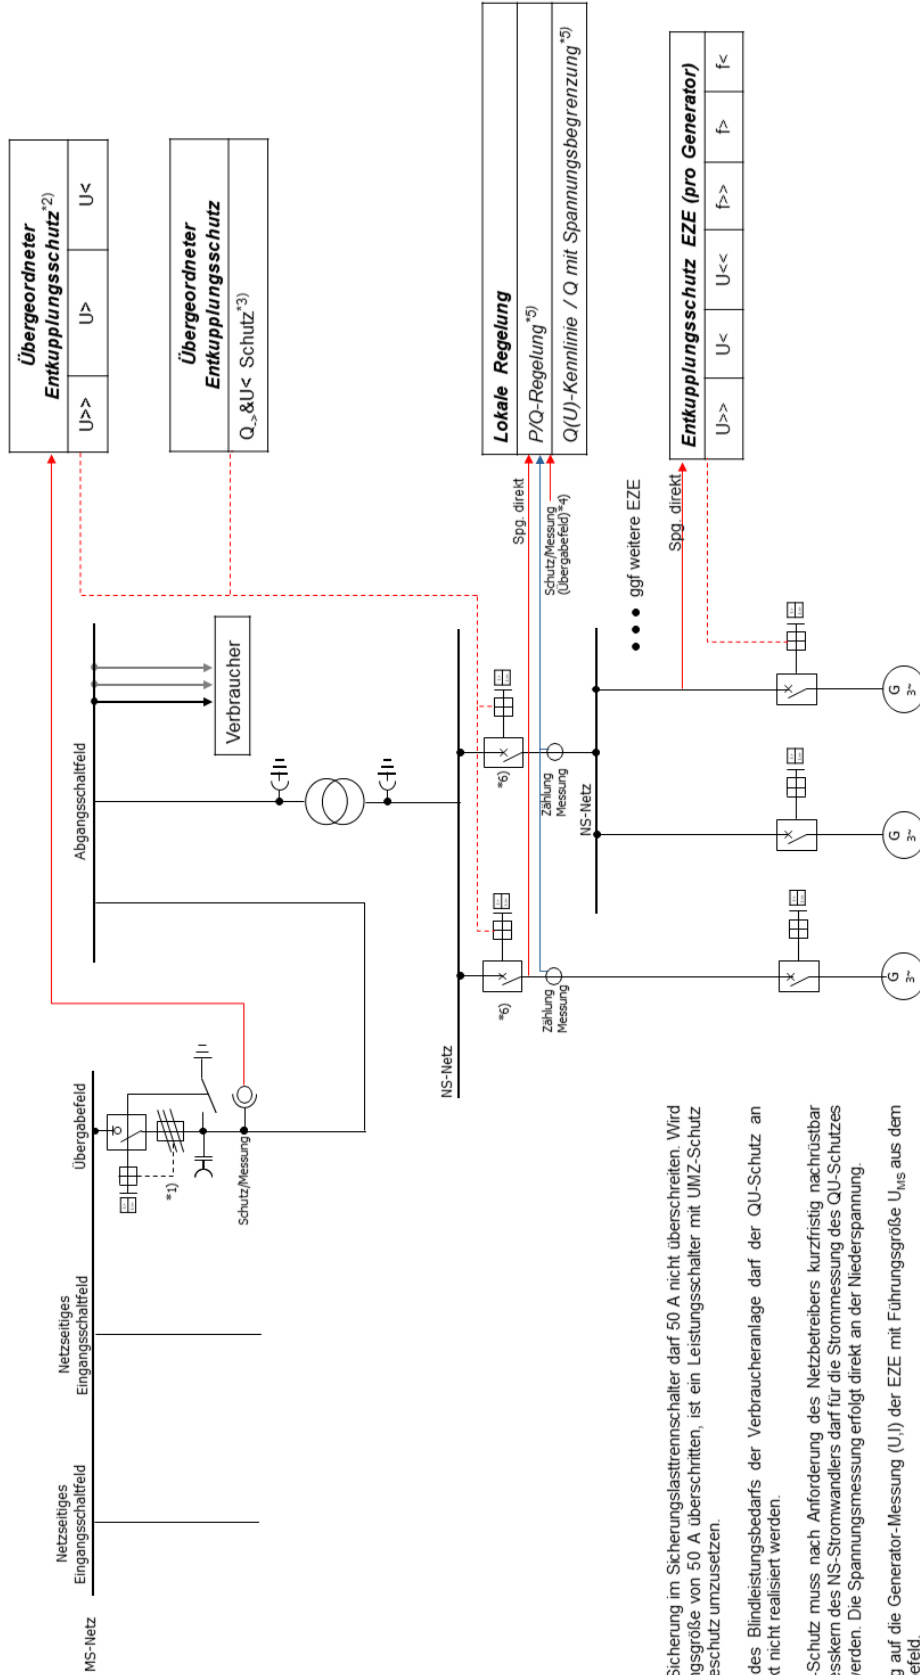 MS-Netz
Netzseitiges
Eingangsschaltfeld
Netzseitiges
Eingangsschaltfeld
Übergabefeld
*1)
Schutz/Messung
Abgangsschaltfeld
Verbraucher
Übergeordneter
Entkupplungsschutz*2)
U>> U> U<
Übergeordneter
Entkupplungsschutz
Q->&U< Schutz*3)
NS-Netz
*6)
*6)
Zählung
Messung
Zählung
Messung
Spg. direkt
Schutz/Messung
(Übergabefeld)*4)
Lokale Regelung
P/Q-Regelung*5)
Q(U)-Kennlinie / Q mit Spannungsbegrenzung*5)
NS-Netz
ggf weitere EZE
Spg. direkt
Entkupplungsschutz EZE (pro Generator)
U>> U< U<< f>> f> f<
G
3~
G
3~
G
3~
Sicherung im Sicherungslasttrennschalter darf 50 A nicht überschreiten. Wird
ngsgröße von 50 A überschritten, ist ein Leistungsschalter mit UMZ-Schutz
eschutz umzusetzen.
des Blindleistungsbedarfs der Verbraucheranlage darf der QU-Schutz an
kt nicht realisiert werden.
-Schutz muss nach Anforderung des Netzbetreibers kurzfristig nachrüstbar
esskern des NS-Stromwandlers darf für die Strommessung des QU-Schutzes
werden. Die Spannungsmessung erfolgt direkt an der Niederspannung.
g auf die Generator-Messung (U,I) der EZE mit Führungsgröße UMS aus dem
efeld.